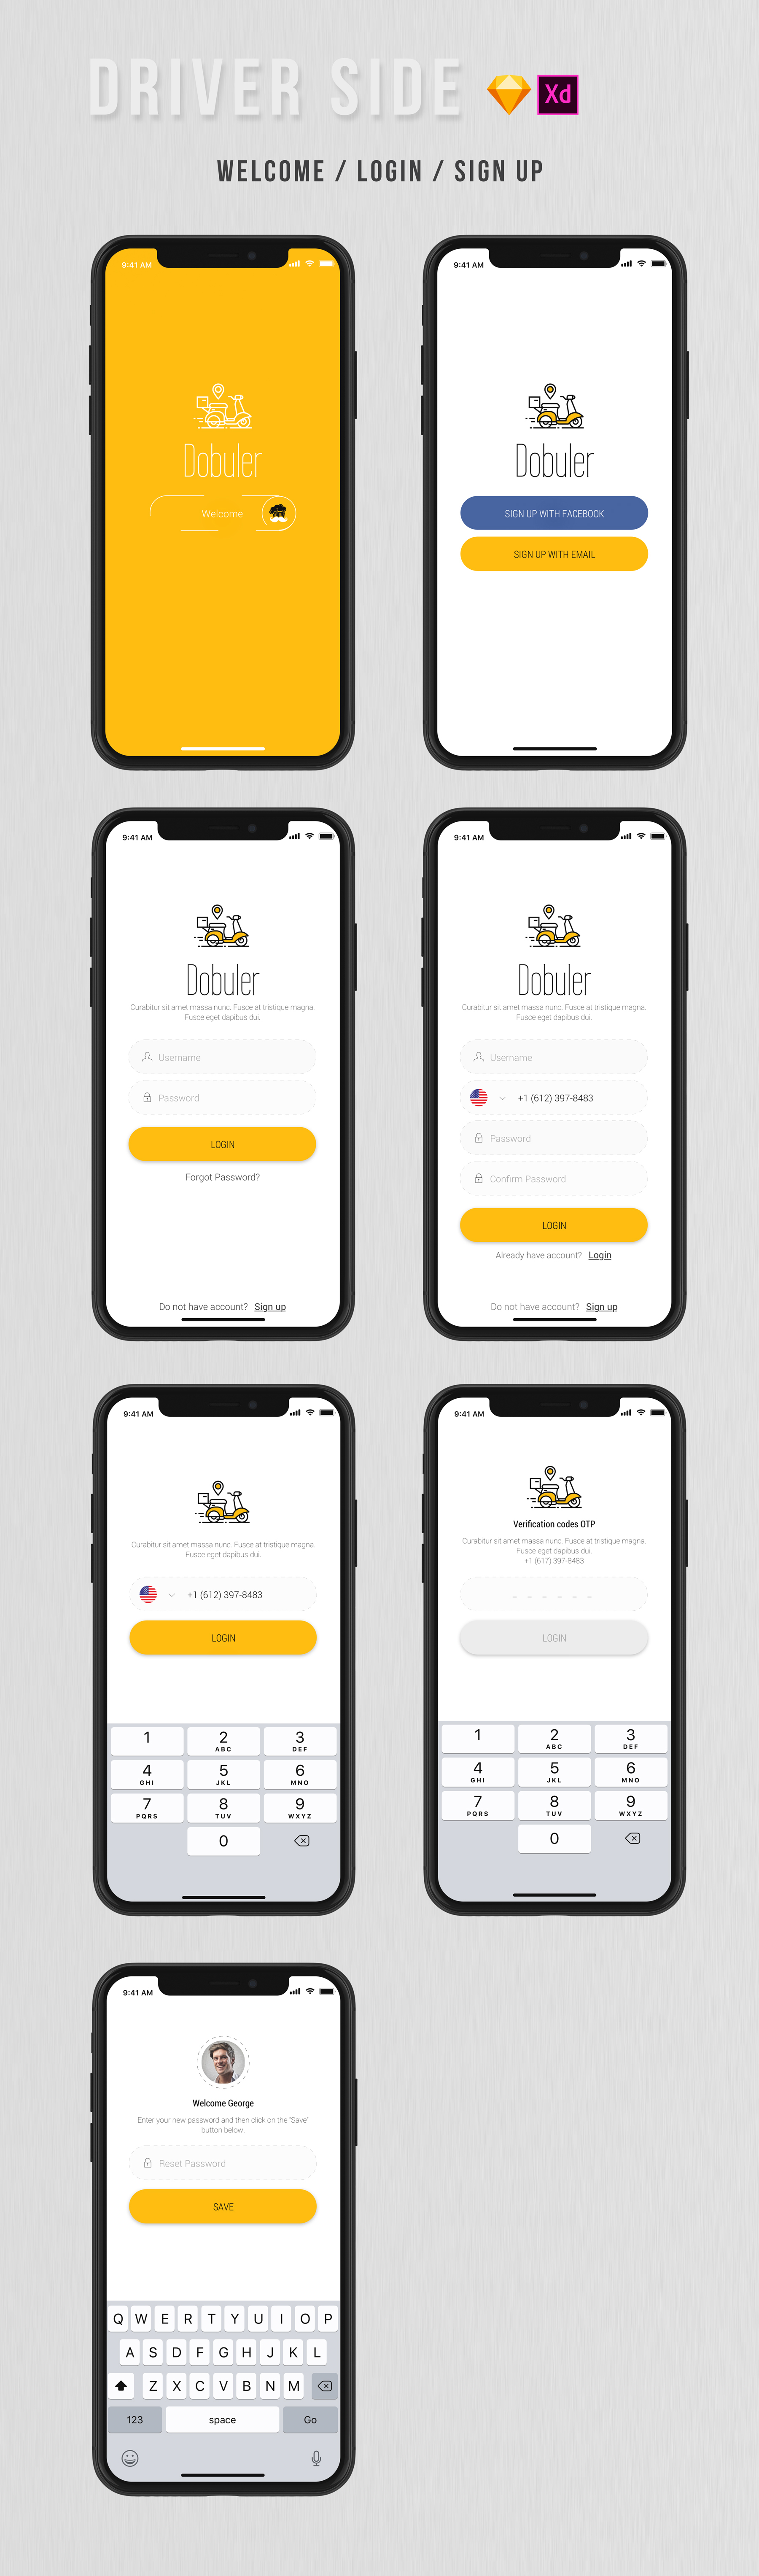 DRIVER SIDE
Xd
WELCOME / LOGIN / SIGN UP
9:41 AM
Dobuler
Welcome
9:41 AM
Dobuler
SIGN UP WITH FACEBOOK
SIGN UP WITH EMAIL
9:41 AM
Dobuler
Curabitur sit amet massa nunc. Fusce at tristique magna.
Fusce eget dapibus dui.
Username
Password
LOGIN
Forgot Password?
Do not have account? Sign up
9:41 AM
Dobuler
Curabitur sit amet massa nunc. Fusce at tristique magna.
Fusce eget dapibus dui.
Username
+1 (612) 397-8483
Password
Confirm Password
LOGIN
Already have account? Login
Do not have account? Sign up
9:41 AM
Curabitur sit amet massa nunc. Fusce at tristique magna.
Fusce eget dapibus dui.
+1 (612) 397-8483
LOGIN
1 2 3
ABC DEF
4 5 6
GHI JKL MNO
7 8 9
PQRS TUV WXYZ
0
9:41 AM
Verification codes OTP
Curabitur sit amet massa nunc. Fusce at tristique magna.
Fusce eget dapibus dui.
+1 (617) 397-8483
_ _ _ _ _ _
LOGIN
1 2 3
ABC DEF
4 5 6
GHI JKL MNO
7 8 9
PQRS TUV WXYZ
0
9:41 AM
Welcome George
Enter your new password and then click on the "Save"
button below.
Reset Password
SAVE
Q W E R T Y U I O P
A S D F G H J K L
Z X C V B N M
123 space Go